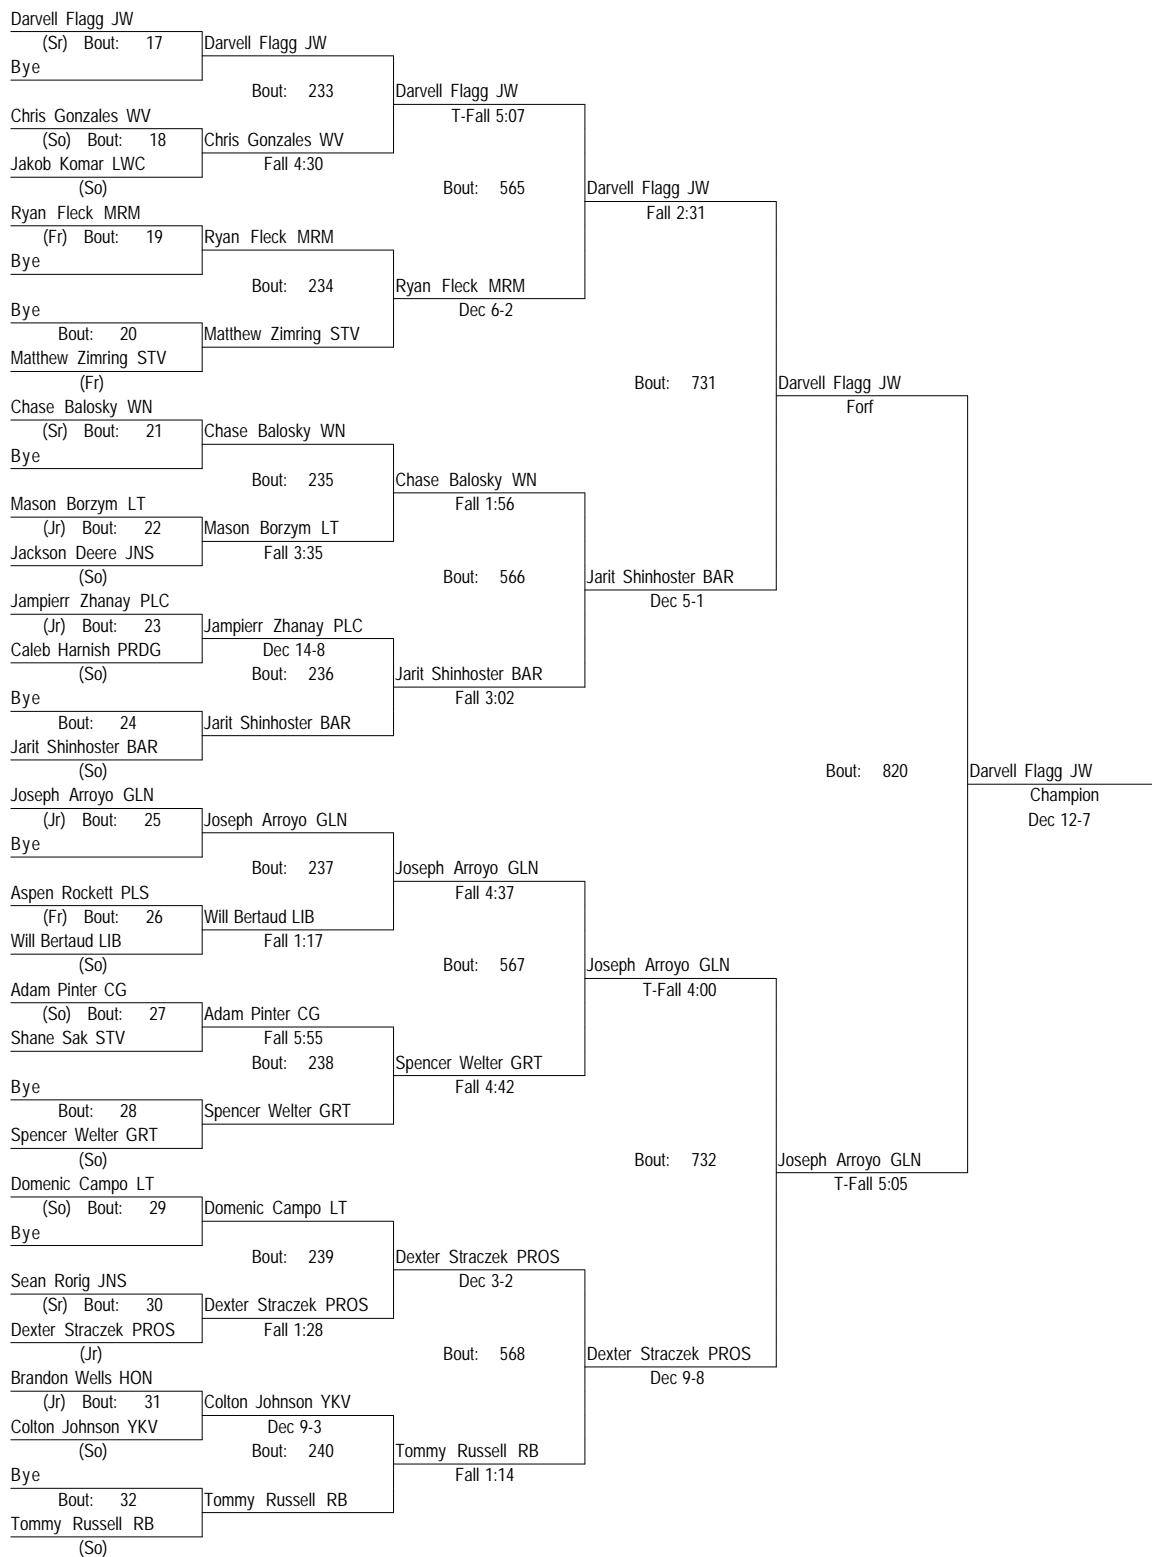 Darvell Flagg JW
(Sr) Bout: 17
Darvell Flagg JW
Bye
Bout: 233
Darvell Flagg JW
T-Fall 5:07
Chris Gonzales WV
(So) Bout: 18
Chris Gonzales WV
Fall 4:30
Jakob Komar LWC
(So)
Bout: 565
Darvell Flagg JW
Fall 2:31
Ryan Fleck MRM
(Fr) Bout: 19
Ryan Fleck MRM
Bye
Bout: 234
Ryan Fleck MRM
Dec 6-2
Bye
Bout: 20
Matthew Zimring STV
Matthew Zimring STV
(Fr)
Bout: 731
Darvell Flagg JW
Forf
Chase Balosky WN
(Sr) Bout: 21
Chase Balosky WN
Bye
Bout: 235
Chase Balosky WN
Fall 1:56
Mason Borzym LT
(Jr) Bout: 22
Mason Borzym LT
Fall 3:35
Jackson Deere JNS
(So)
Bout: 566
Jarit Shinhoster BAR
Dec 5-1
Jampierr Zhanay PLC
(Jr) Bout: 23
Jampierr Zhanay PLC
Dec 14-8
Caleb Harnish PRDG
(So)
Bout: 236
Jarit Shinhoster BAR
Fall 3:02
Bye
Bout: 24
Jarit Shinhoster BAR
Jarit Shinhoster BAR
(So)
Bout: 820
Darvell Flagg JW
Champion
Dec 12-7
Joseph Arroyo GLN
(Jr) Bout: 25
Joseph Arroyo GLN
Bye
Bout: 237
Joseph Arroyo GLN
Fall 4:37
Aspen Rockett PLS
(Fr) Bout: 26
Will Bertaud LIB
Fall 1:17
Will Bertaud LIB
(So)
Bout: 567
Joseph Arroyo GLN
T-Fall 4:00
Adam Pinter CG
(So) Bout: 27
Adam Pinter CG
Fall 5:55
Shane Sak STV
Bout: 238
Spencer Welter GRT
Fall 4:42
Bye
Bout: 28
Spencer Welter GRT
Spencer Welter GRT
(So)
Bout: 732
Joseph Arroyo GLN
T-Fall 5:05
Domenic Campo LT
(So) Bout: 29
Domenic Campo LT
Bye
Bout: 239
Dexter Straczek PROS
Dec 3-2
Sean Rorig JNS
(Sr) Bout: 30
Dexter Straczek PROS
Fall 1:28
Dexter Straczek PROS
(Jr)
Bout: 568
Dexter Straczek PROS
Dec 9-8
Brandon Wells HON
(Jr) Bout: 31
Colton Johnson YKV
Dec 9-3
Colton Johnson YKV
(So)
Bout: 240
Tommy Russell RB
Fall 1:14
Bye
Bout: 32
Tommy Russell RB
Tommy Russell RB
(So)